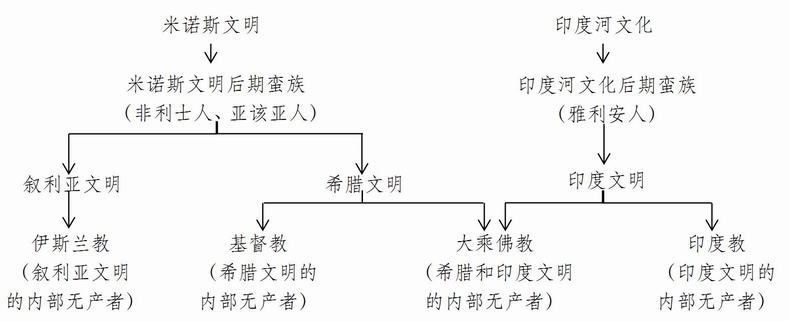 米诺斯文明
印度河文化
米诺斯文明后期蛮族
（非利士人、亚该亚人）
印度河文化后期蛮族
（雅利安人）
叙利亚文明
希腊文明
印度文明
伊斯兰教
（叙利亚文明
的内部无产者）
基督教
（希腊文明的
内部无产者）
大乘佛教
（希腊和印度文明
的内部无产者）
印度教
（印度文明的
内部无产者）